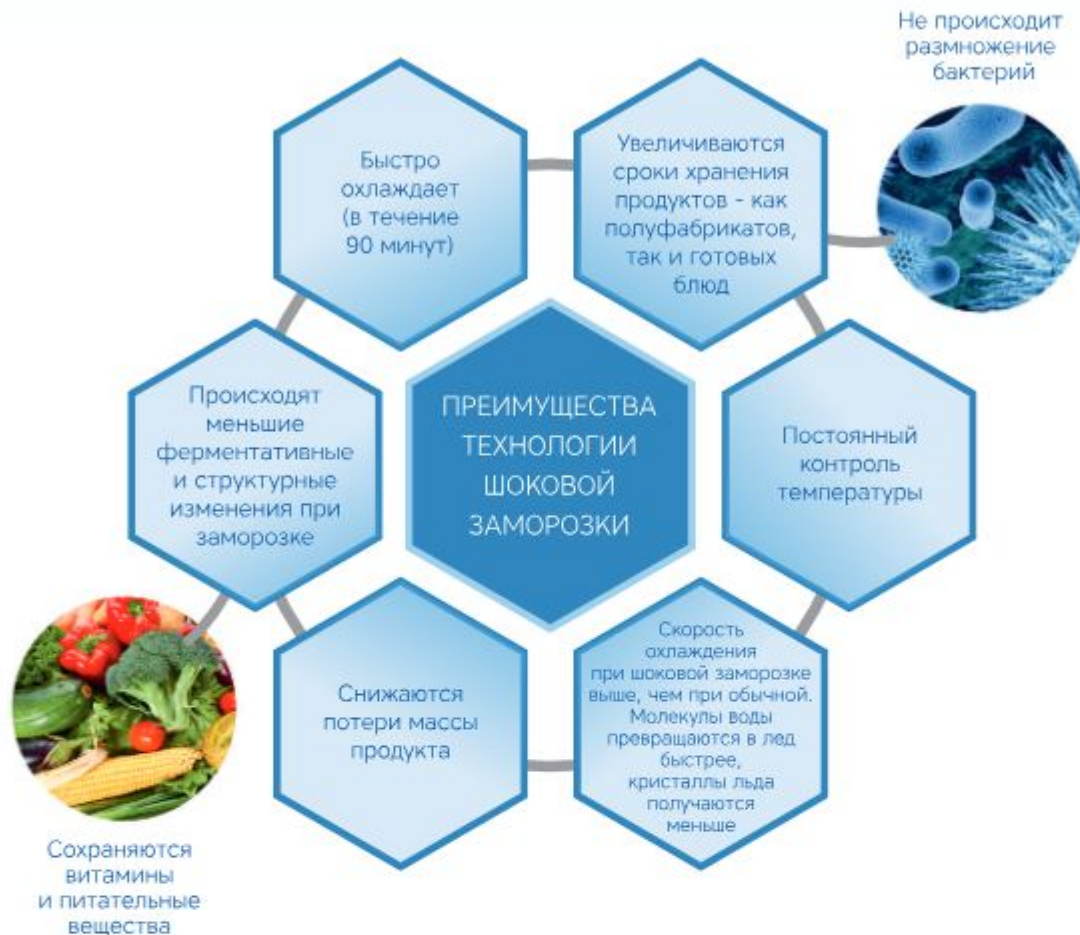 Не происходит
размножение
бактерий
Быстро
охлаждает
(в течение
90 минут)
Увеличиваются
сроки хранения
продуктов - как
полуфабрикатов,
так и готовых
блюд
Происходят
меньшие
ферментативные
и структурные
изменения при
заморозке
ПРЕИМУЩЕСТВА
ТЕХНОЛОГИИ
ШОКОВОЙ
ЗАМОРОЗКИ
Постоянный
контроль
температуры
Снижаются
потери массы
продукта
Скорость
охлаждения
при шоковой заморозке
выше, чем при обычной.
Молекулы воды
превращаются в лед
быстрее,
кристаллы льда
получаются
меньше
Сохраняются
витамины
и питательные
вещества